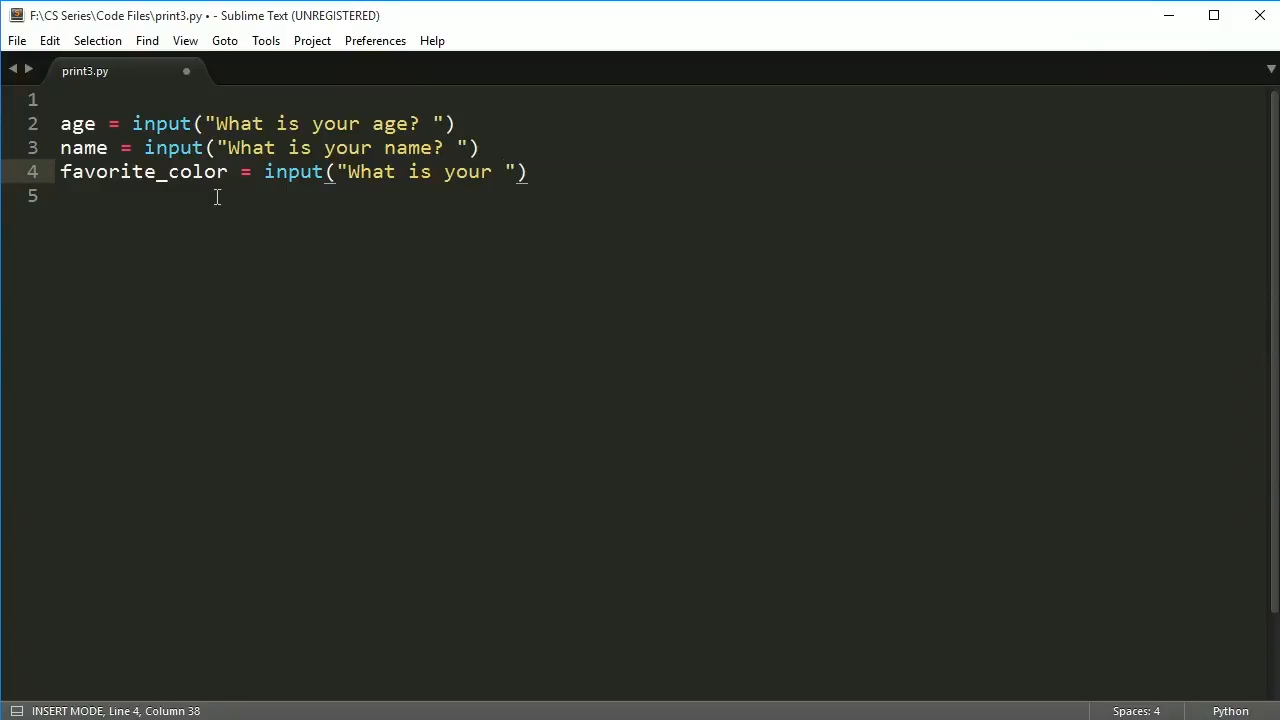 F:\CS Series\Code Files\print3.py • - Sublime Text (UNREGISTERED)
File Edit Selection Find View Goto Tools Project Preferences Help
print3.py
1
2 age = input("What is your age? ")
3 name = input("What is your name? ")
4 favorite_color = input("What is your ")
5
INSERT MODE, Line 4, Column 38 Spaces: 4 Python